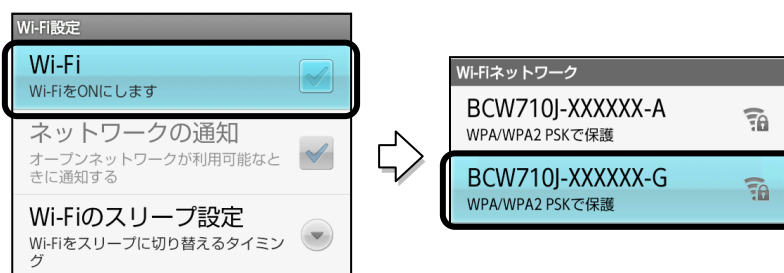 Wi-Fi設定
Wi-Fi
Wi-FiをONにします
ネットワークの通知
オープンネットワークが利用可能なと
きに通知する
Wi-Fiのスリープ設定
Wi-Fiをスリープに切り替えるタイミン
グ
Wi-Fiネットワーク
BCW710J-XXXXXX-A
WPA/WPA2 PSKで保護
BCW710J-XXXXXX-G
WPA/WPA2 PSKで保護